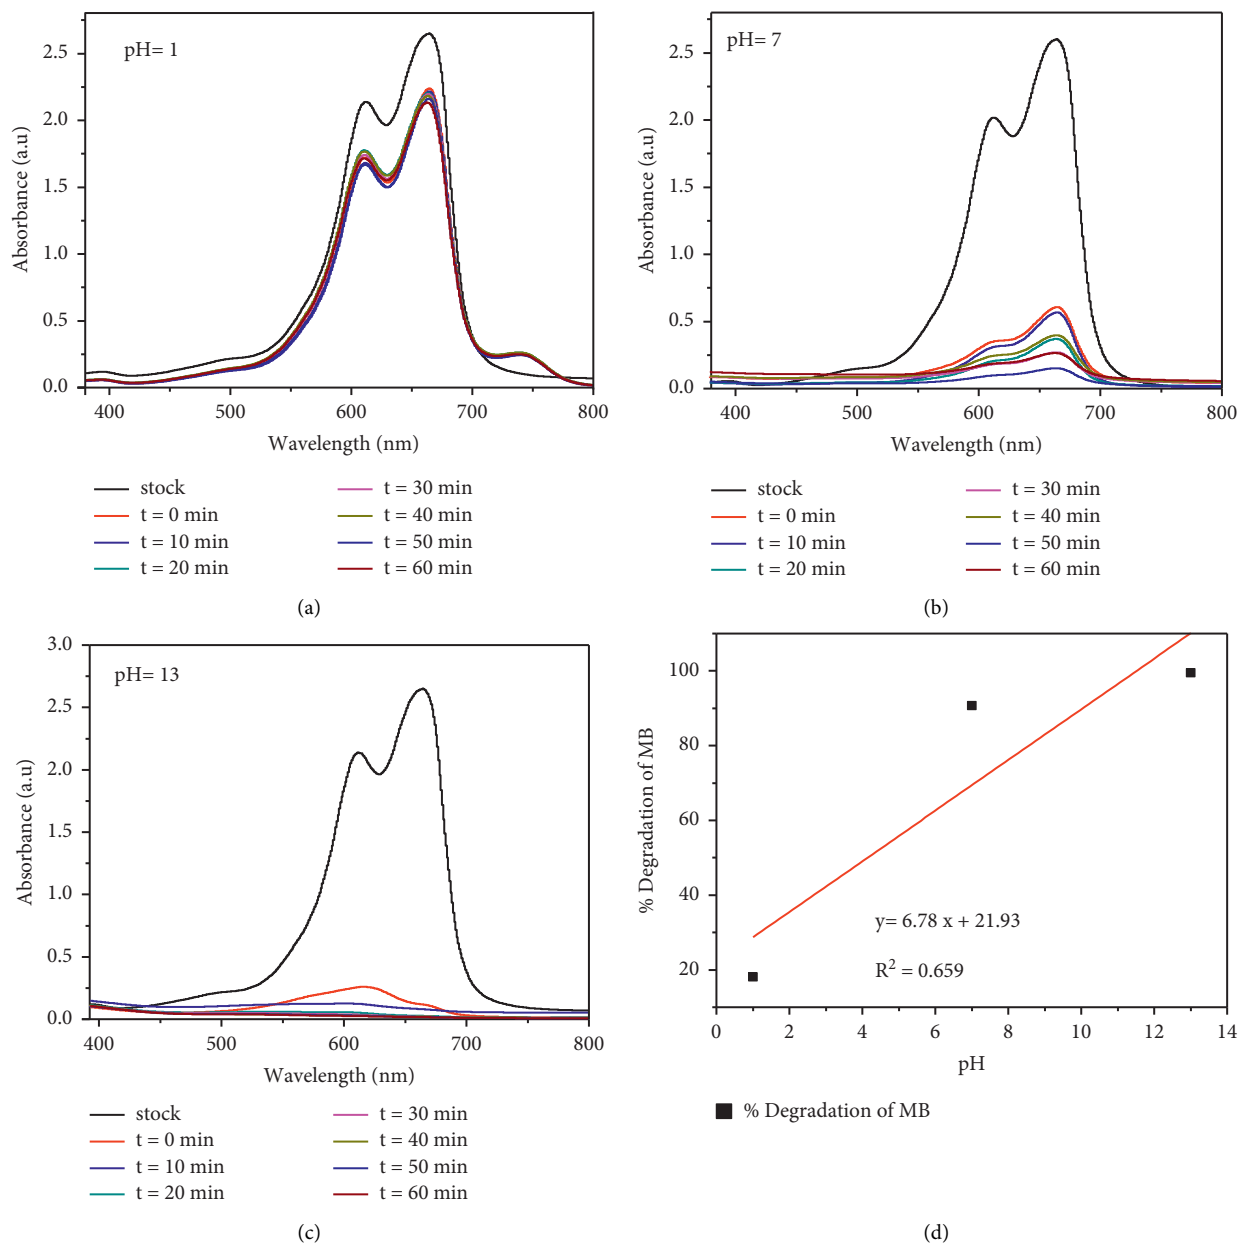 pH= 1
2.5
2.0
1.5
1.0
0.5
0.0
Absorbance (a.u)
400 500 600 700 800
Wavelength (nm)
stock
t = 0 min
t = 10 min
t = 20 min
t = 30 min
t = 40 min
t = 50 min
t = 60 min
(a)
pH= 7
2.5
2.0
1.5
1.0
0.5
0.0
Absorbance (a.u)
400 500 600 700 800
Wavelength (nm)
stock
t = 0 min
t = 10 min
t = 20 min
t = 30 min
t = 40 min
t = 50 min
t = 60 min
(b)
pH= 13
3.0
2.5
2.0
1.5
1.0
0.5
0.0
Absorbance (a.u)
400 500 600 700 800
Wavelength (nm)
stock
t = 0 min
t = 10 min
t = 20 min
t = 30 min
t = 40 min
t = 50 min
t = 60 min
(c)
100
80
60
40
20
% Degradation of MB
y= 6.78 x + 21.93
R² = 0.659
0 2 4 6 8 10 12 14
pH
% Degradation of MB
(d)